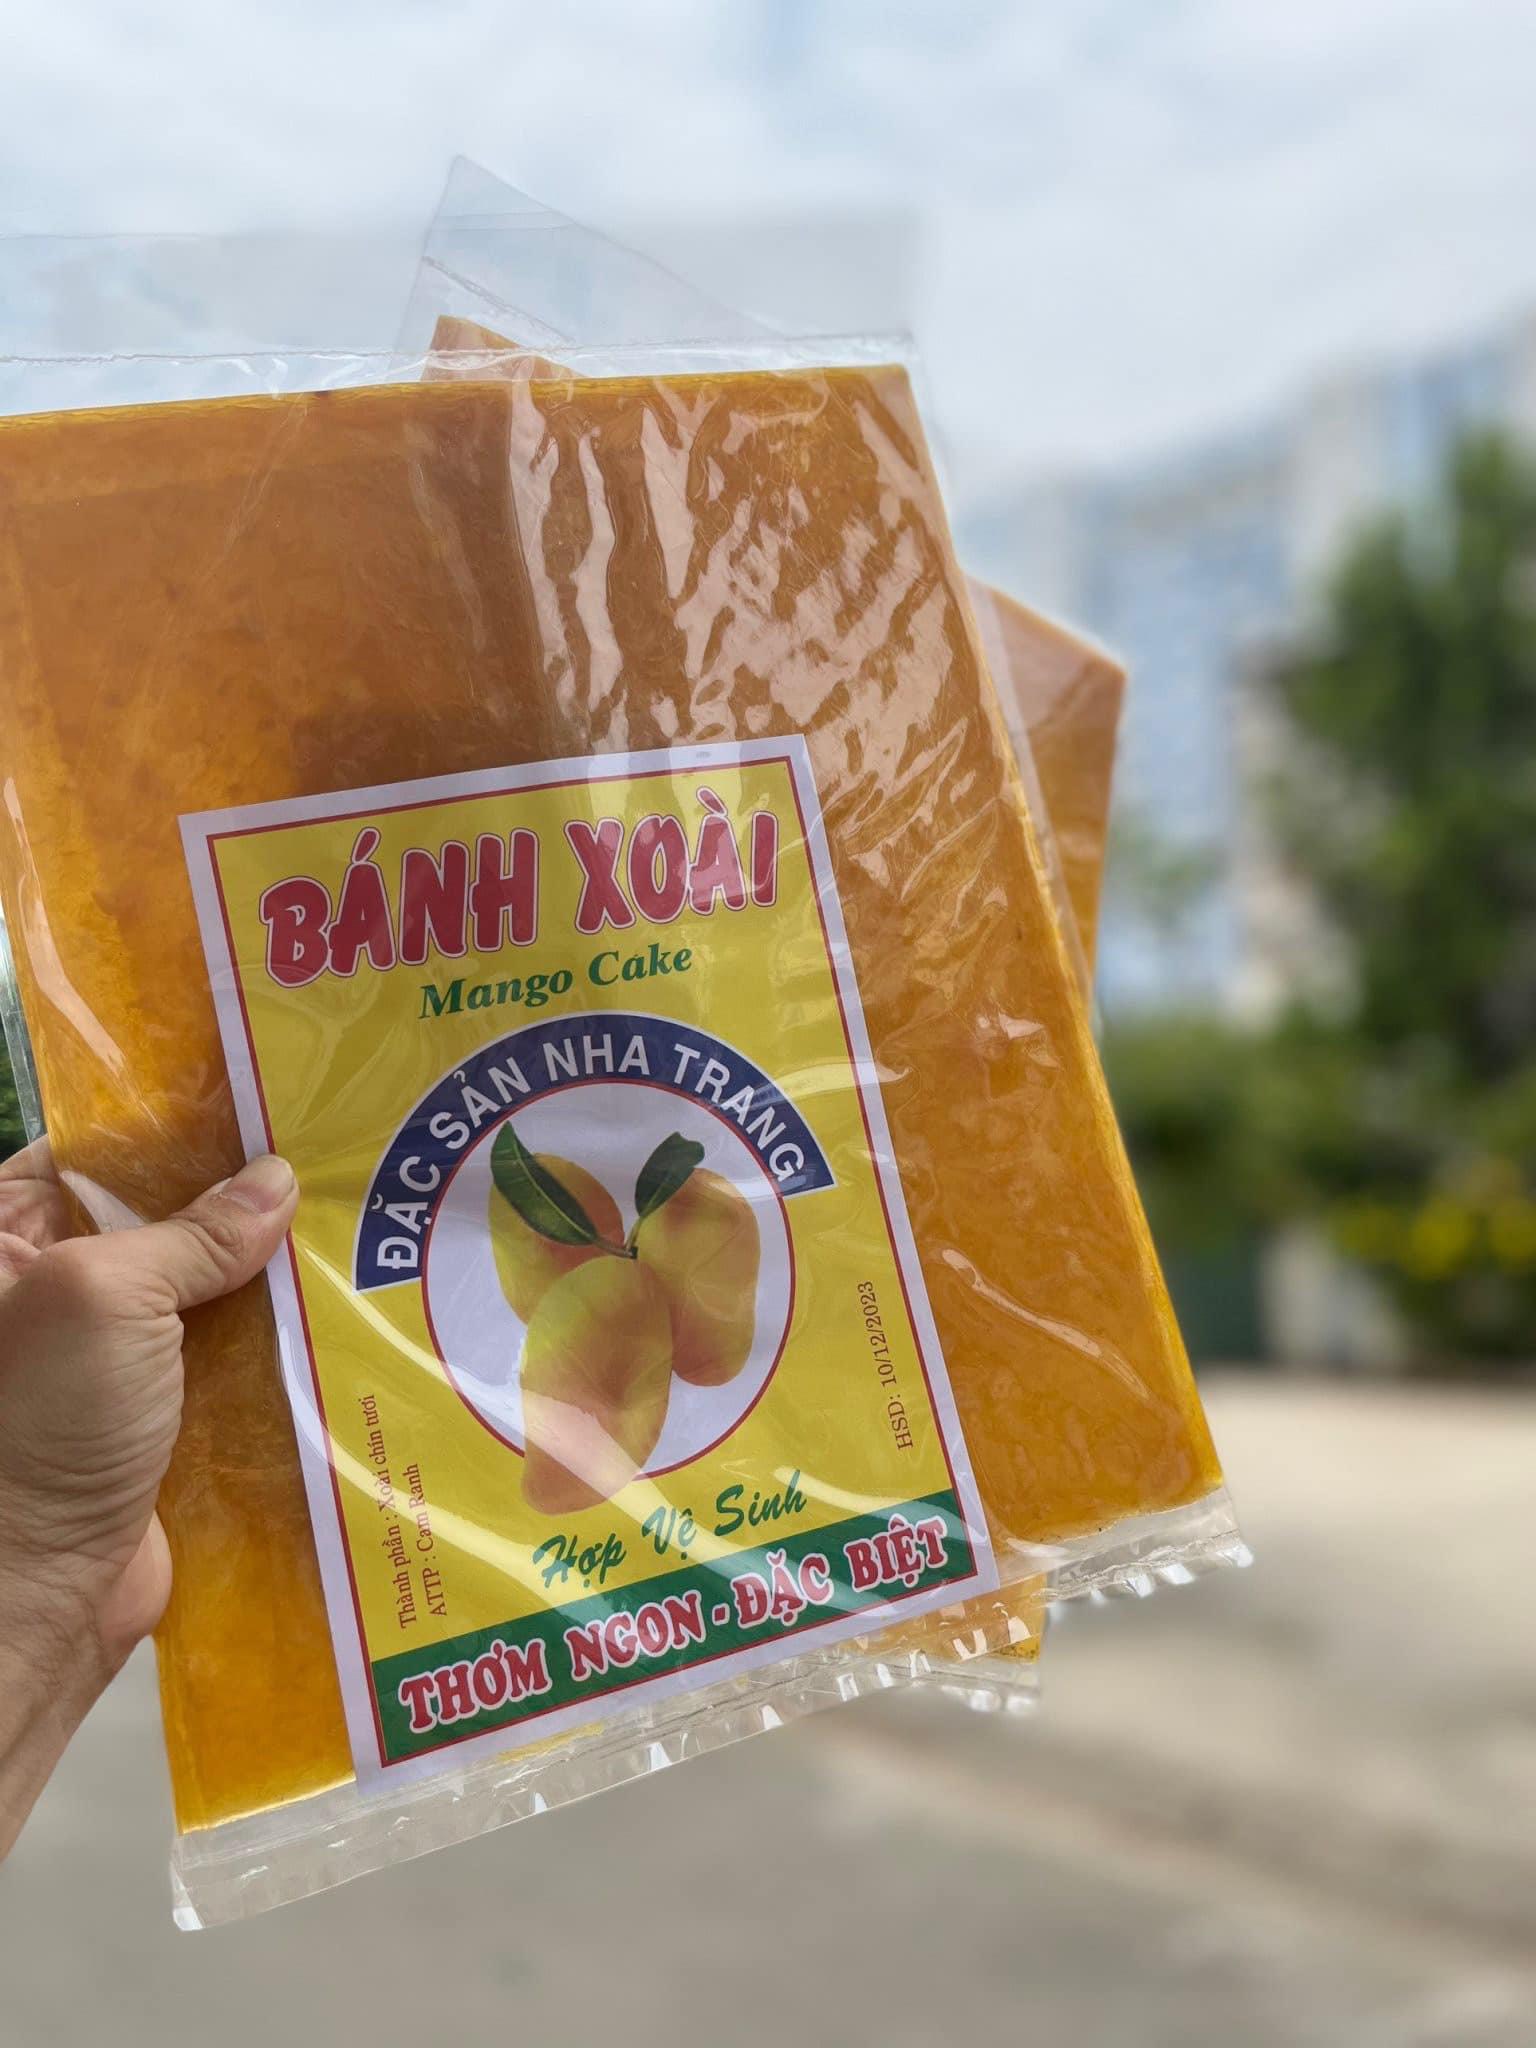 BÁNH XOÀI
Mango Cake
ĐẶC SẢN NHA TRANG
HSD: 10/12/2023
Thành phần : Xoài chín tươi
ATTP : Cam Ranh
Hợp Vệ Sinh
THƠM NGON - ĐẶC BIỆT